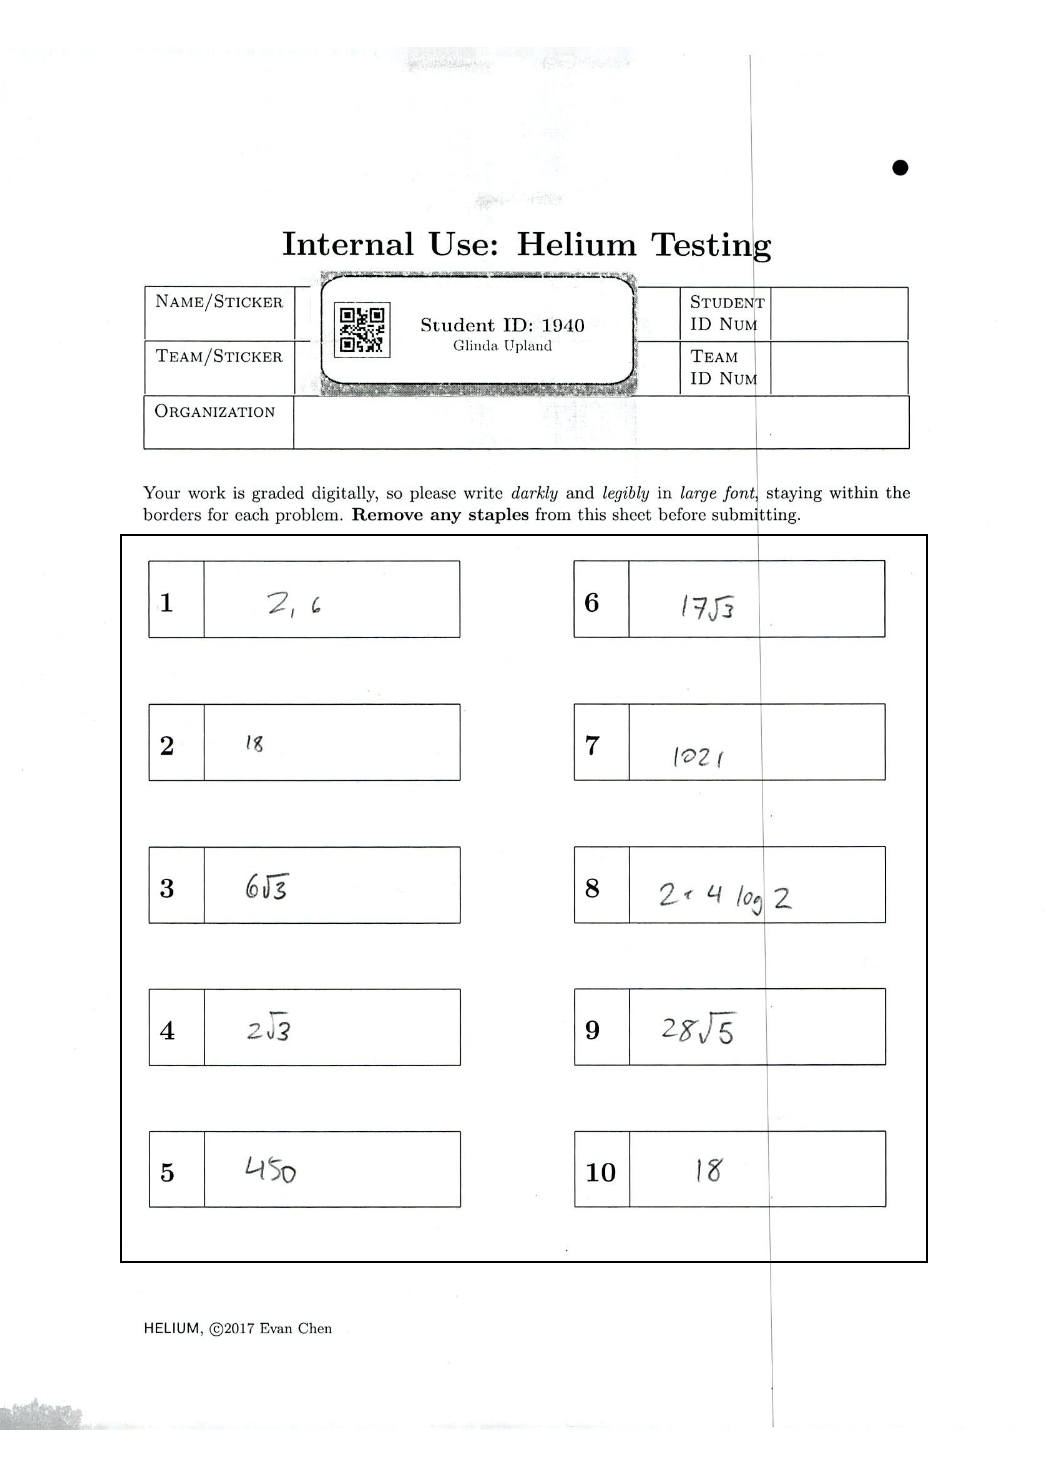 Internal Use: Helium Testing
NAME/STICKER
Student ID: 1940
Glinda Upland
STUDENT
ID NUM
TEAM/STICKER
TEAM
ID NUM
ORGANIZATION
Your work is graded digitally, so please write darkly and legibly in large font, staying within the
borders for each problem. Remove any staples from this sheet before submitting.
1 2, 6
6 17√3
2 18
7 1021
3 6√3
8 2+4 log 2
4 2√3
9 28√5
5 450
10 18
HELIUM, ©2017 Evan Chen